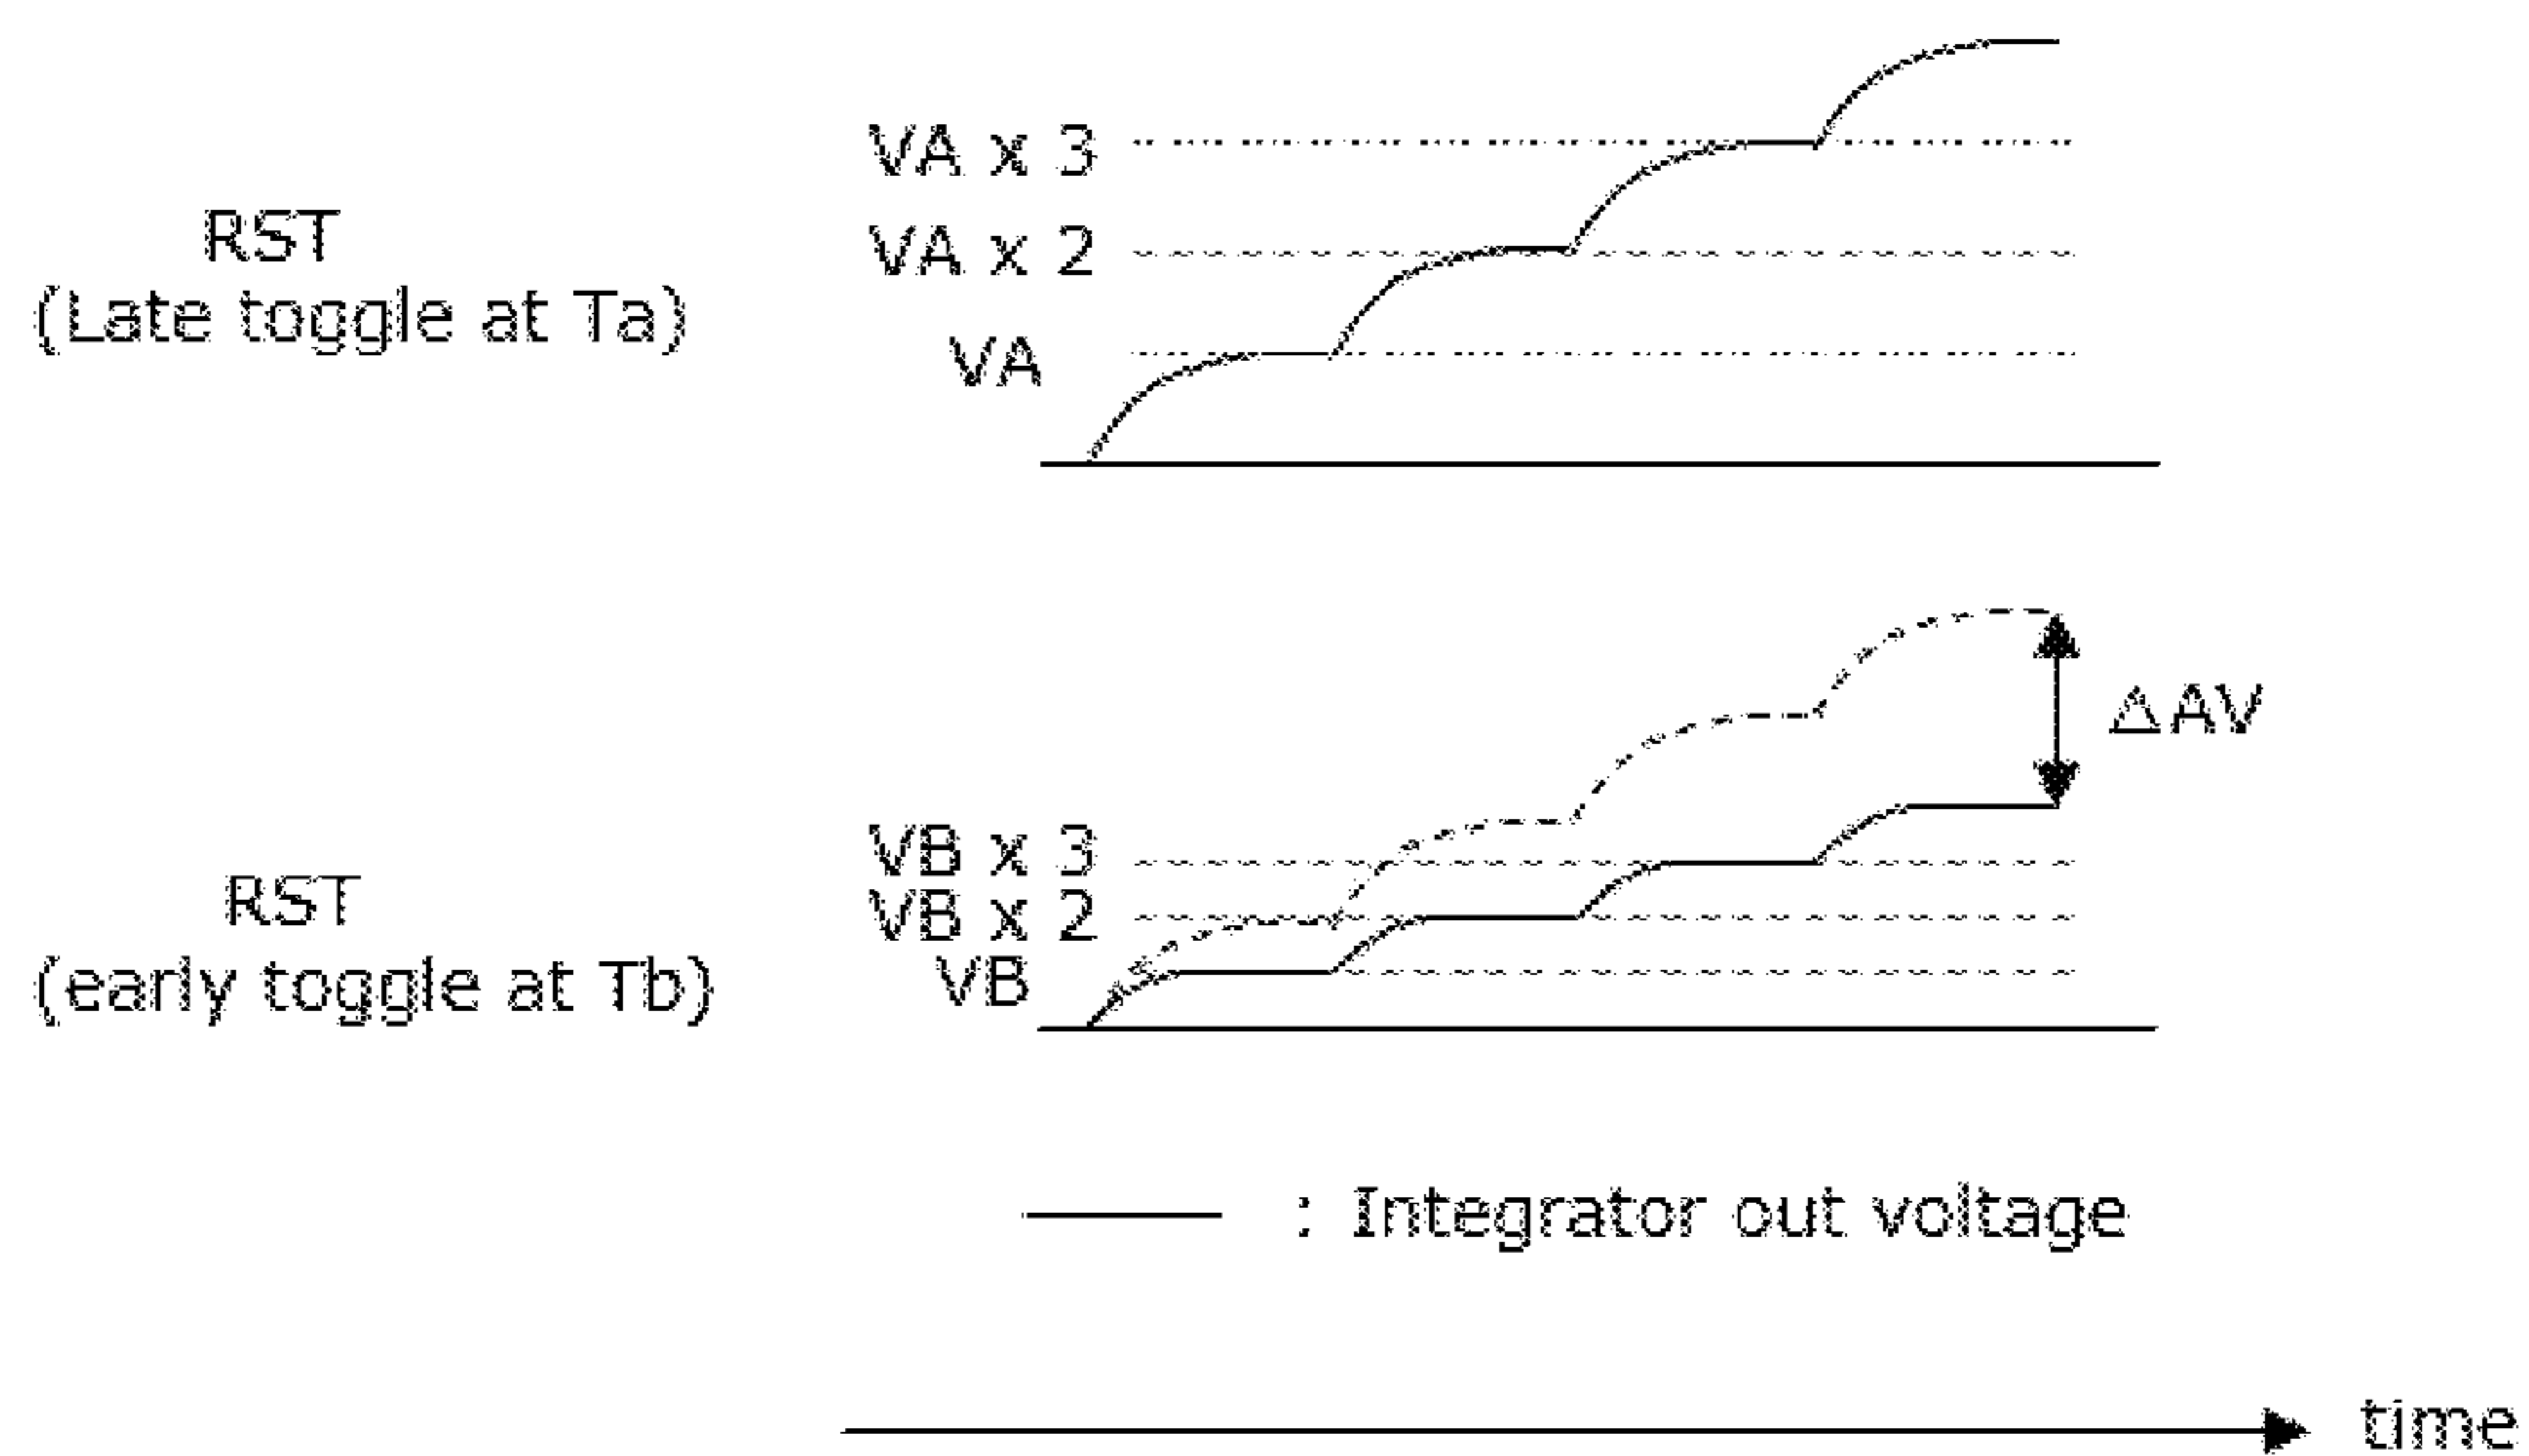 VA x 3
RST
VA x 2
(Late toggle at Ta)
VA
△AV
VB x 3
RST
VB x 2
(early toggle at Tb)
VB
: Integrator out voltage
time